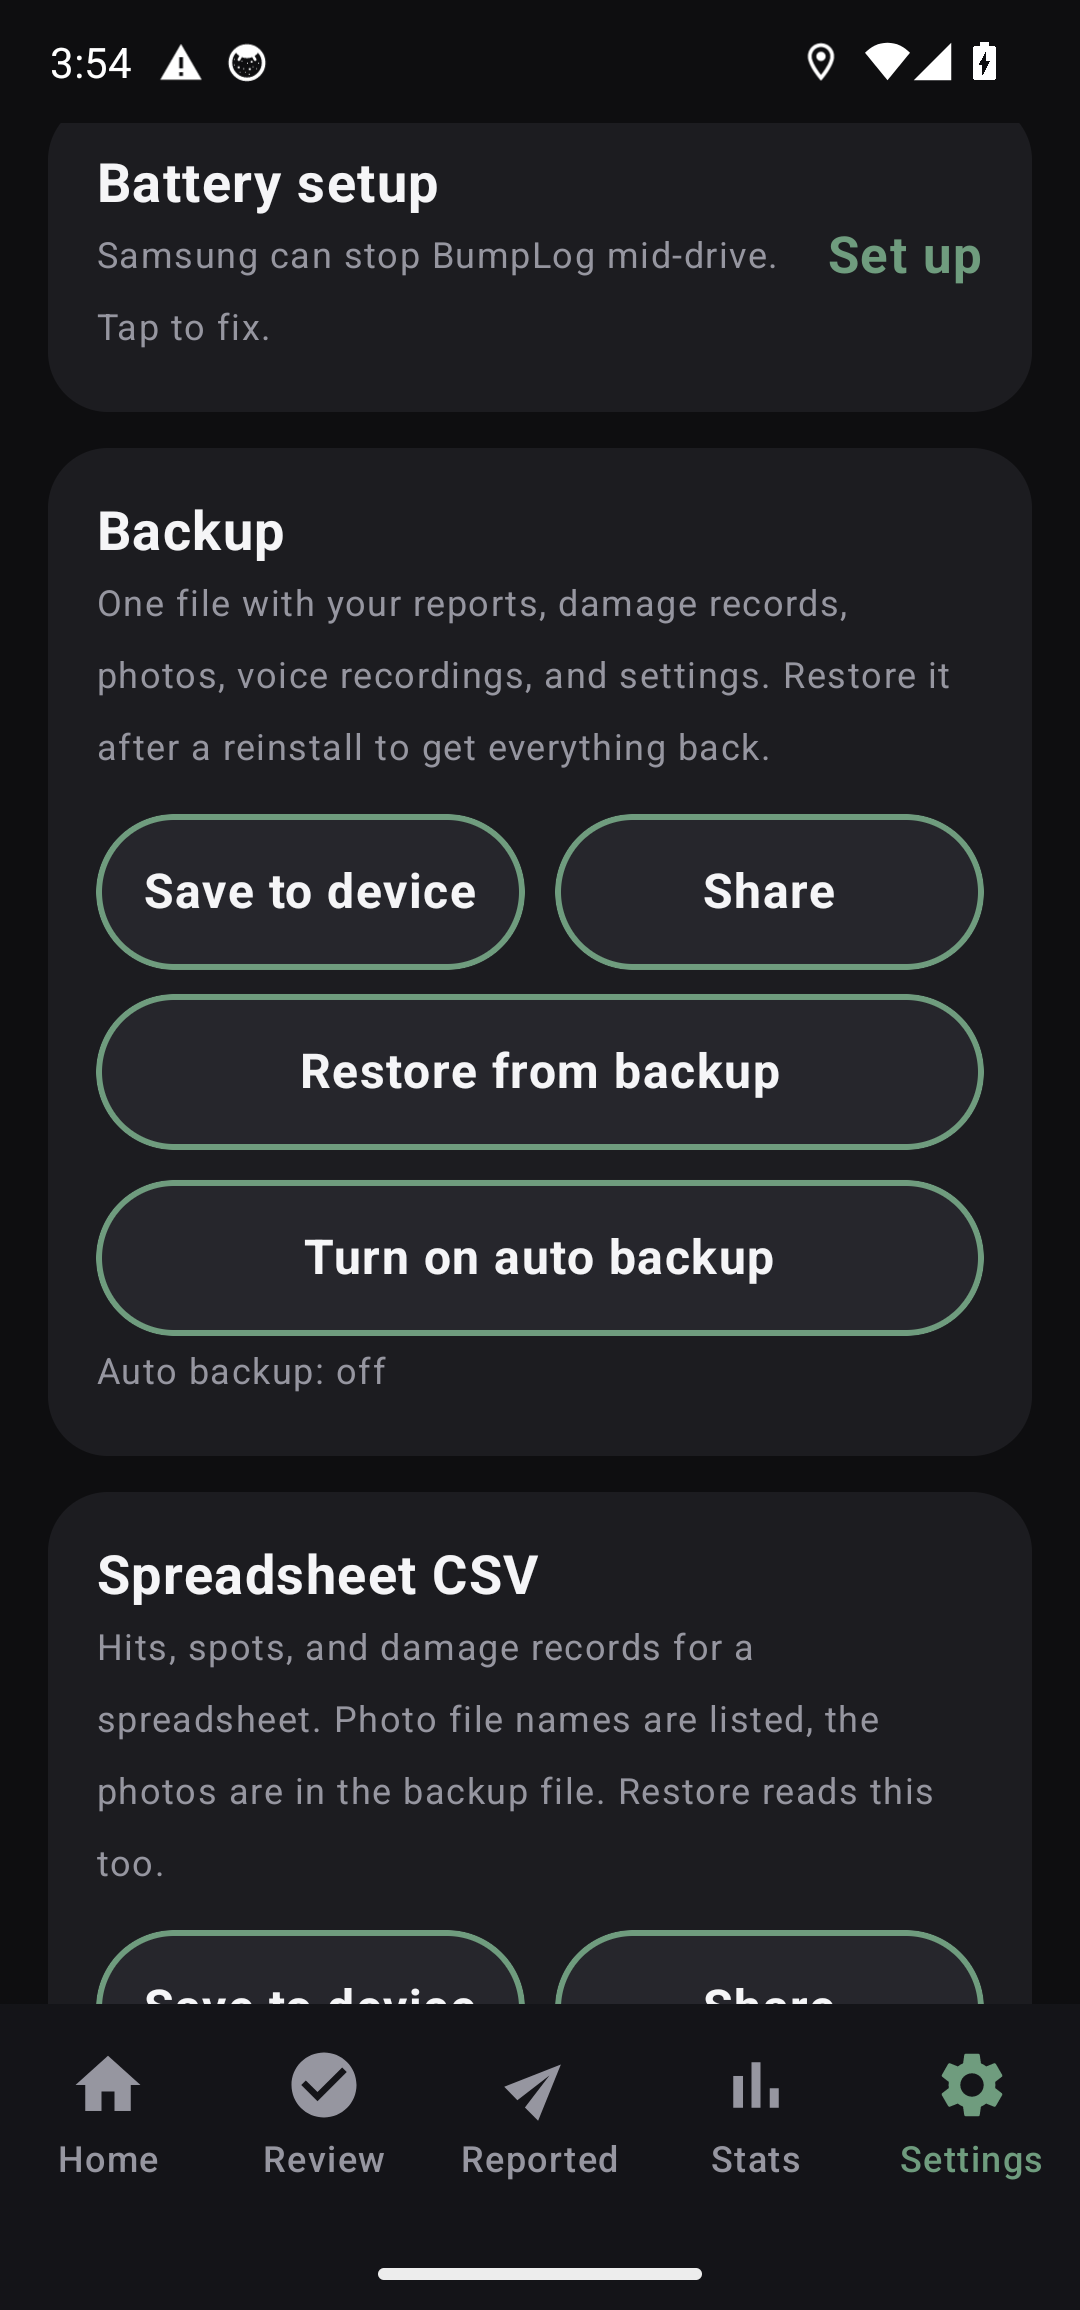 3:54
Battery setup
Samsung can stop BumpLog mid-drive.
Tap to fix.
Set up
Backup
One file with your reports, damage records,
photos, voice recordings, and settings. Restore it
after a reinstall to get everything back.
Save to device
Share
Restore from backup
Turn on auto backup
Auto backup: off
Spreadsheet CSV
Hits, spots, and damage records for a
spreadsheet. Photo file names are listed, the
photos are in the backup file. Restore reads this
too.
Save to device
Share
Home
Review
Reported
Stats
Settings